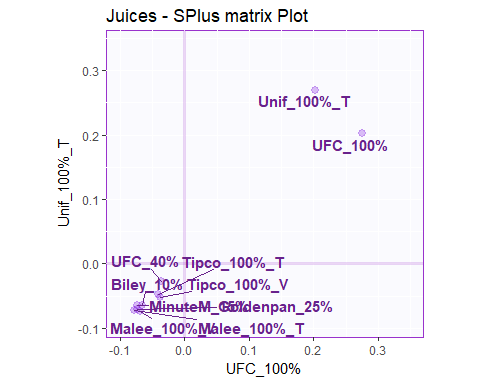 Juices - SPlus matrix Plot
Unif_100%_T
0.3
0.2
0.1
0.0
-0.1
Unif_100%_T
UFC_100%
UFC_40%
Tipco_100%_T
Biley_10%
Tipco_100%_V
MinuteM_
Goldenpan_25%
Malee_100%_V
Malee_100%_T
-0.1
0.0
0.1
0.2
0.3
UFC_100%